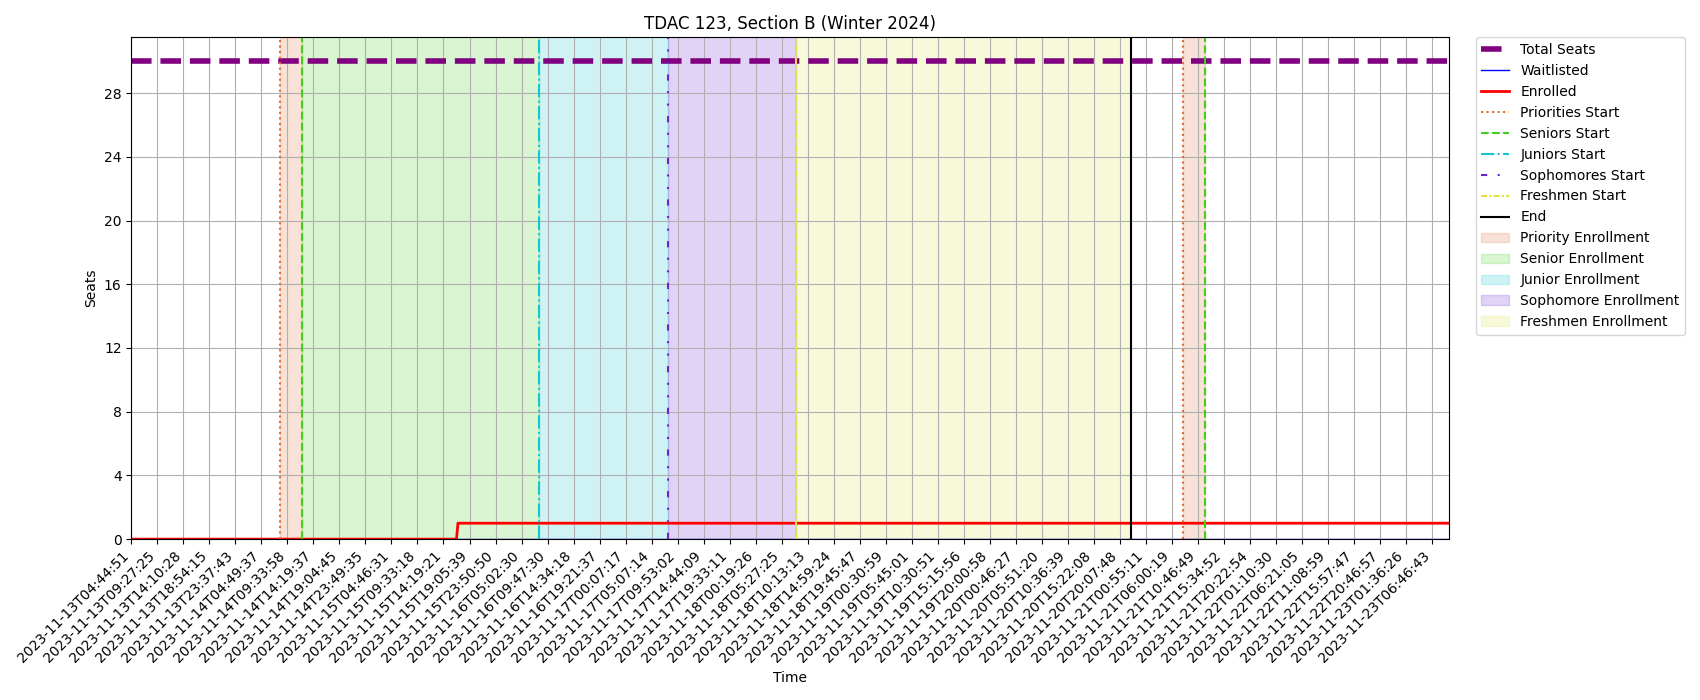 TDAC 123, Section B (Winter 2024)
Seats
28
24
20
16
12
8
4
0
2023-11-13T04:44:51
2023-11-13T09:27:25
2023-11-13T14:10:28
2023-11-13T18:54:15
2023-11-13T23:37:43
2023-11-14T04:49:37
2023-11-14T09:33:58
2023-11-14T14:19:37
2023-11-14T19:04:45
2023-11-14T23:49:35
2023-11-15T04:46:31
2023-11-15T09:33:18
2023-11-15T14:19:21
2023-11-15T19:05:39
2023-11-15T23:50:50
2023-11-16T05:02:30
2023-11-16T09:47:30
2023-11-16T14:34:18
2023-11-16T19:21:37
2023-11-17T00:07:17
2023-11-17T05:07:14
2023-11-17T09:53:02
2023-11-17T14:44:09
2023-11-17T19:33:11
2023-11-18T00:19:26
2023-11-18T05:27:25
2023-11-18T10:13:13
2023-11-18T14:59:24
2023-11-18T19:45:47
2023-11-19T00:30:59
2023-11-19T05:45:01
2023-11-19T10:30:51
2023-11-19T15:15:56
2023-11-19T20:00:58
2023-11-20T00:46:27
2023-11-20T05:51:20
2023-11-20T10:36:39
2023-11-20T15:22:08
2023-11-20T20:07:48
2023-11-21T00:55:11
2023-11-21T06:00:19
2023-11-21T10:46:49
2023-11-21T15:34:52
2023-11-21T20:22:54
2023-11-22T01:10:30
2023-11-22T06:21:05
2023-11-22T11:08:59
2023-11-22T15:57:47
2023-11-22T20:46:57
2023-11-23T01:36:26
2023-11-23T06:46:43
Time
Total Seats
Waitlisted
Enrolled
Priorities Start
Seniors Start
Juniors Start
Sophomores Start
Freshmen Start
End
Priority Enrollment
Senior Enrollment
Junior Enrollment
Sophomore Enrollment
Freshmen Enrollment